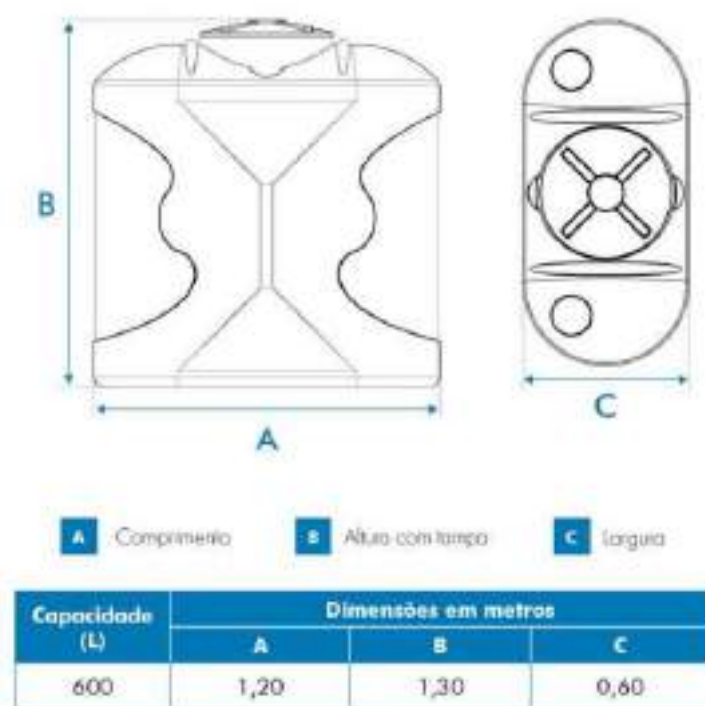 B
A
C
A Comprimento B Altura com tampa C Largura
Capacidade (L) Dimensões em metros
A B C
600 1,20 1,30 0,60